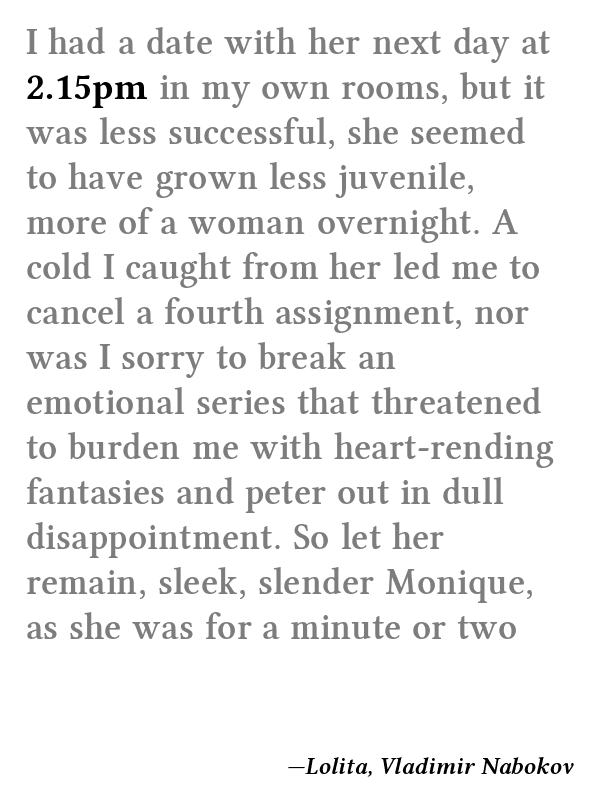 I had a date with her next day at
2.15pm in my own rooms, but it
was less successful, she seemed
to have grown less juvenile,
more of a woman overnight. A
cold I caught from her led me to
cancel a fourth assignment, nor
was I sorry to break an
emotional series that threatened
to burden me with heart-rending
fantasies and peter out in dull
disappointment. So let her
remain, sleek, slender Monique,
as she was for a minute or two
—Lolita, Vladimir Nabokov